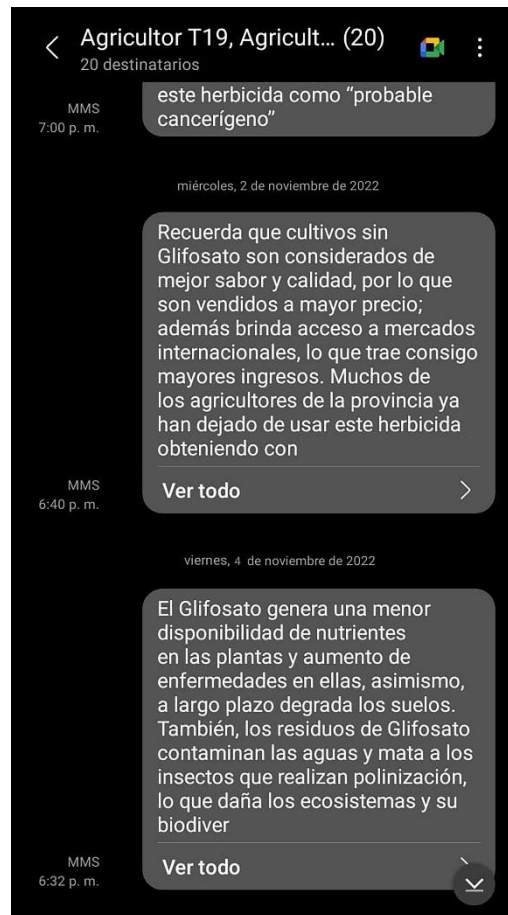 Agricultor T19, Agricult... (20)
20 destinatarios
este herbicida como “probable
cancerígeno”
MMS
7:00 p. m.
miércoles, 2 de noviembre de 2022
Recuerda que cultivos sin
Glifosato son considerados de
mejor sabor y calidad, por lo que
son vendidos a mayor precio;
además brinda acceso a mercados
internacionales, lo que trae consigo
mayores ingresos. Muchos de
los agricultores de la provincia ya
han dejado de usar este herbicida
obteniendo con
Ver todo
MMS
6:40 p. m.
viernes, 4 de noviembre de 2022
El Glifosato genera una menor
disponibilidad de nutrientes
en las plantas y aumento de
enfermedades en ellas, asimismo,
a largo plazo degrada los suelos.
También, los residuos de Glifosato
contaminan las aguas y mata a los
insectos que realizan polinización,
lo que daña los ecosistemas y su
biodiver
Ver todo
MMS
6:32 p. m.